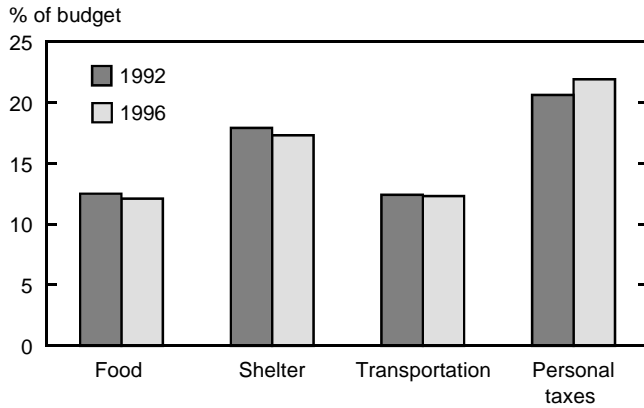 % of budget
25
20
15
10
5
0
1992
1996
Food
Shelter
Transportation
Personal
taxes